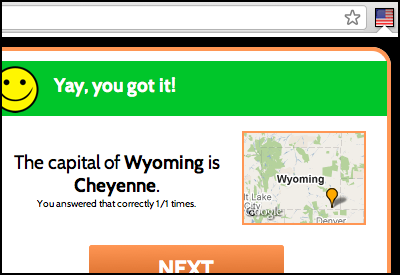 Yay, you got it!
The capital of Wyoming is
Cheyenne.
You answered that correctly 1/1 times.
Wyoming
lt Lake
City
Google
Denver
NEXT